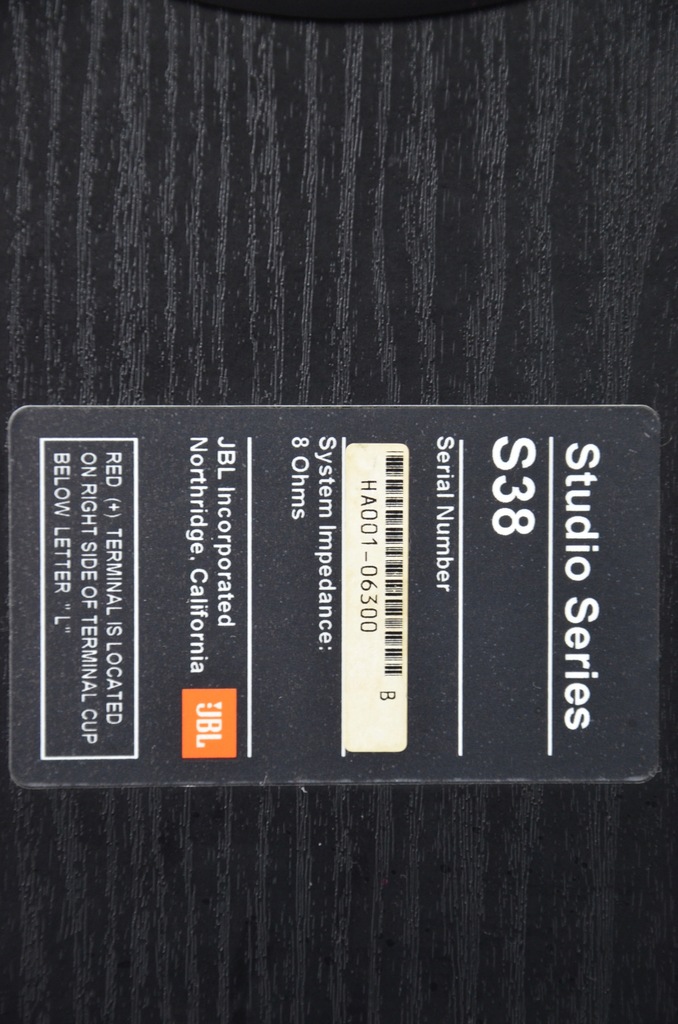 Studio Series
S38
Serial Number
HA001-06300
B
System Impedance:
8 Ohms
JBL Incorporated
Northridge, California
JBL
RED (+) TERMINAL IS LOCATED
ON RIGHT SIDE OF TERMINAL CUP
BELOW LETTER "L"